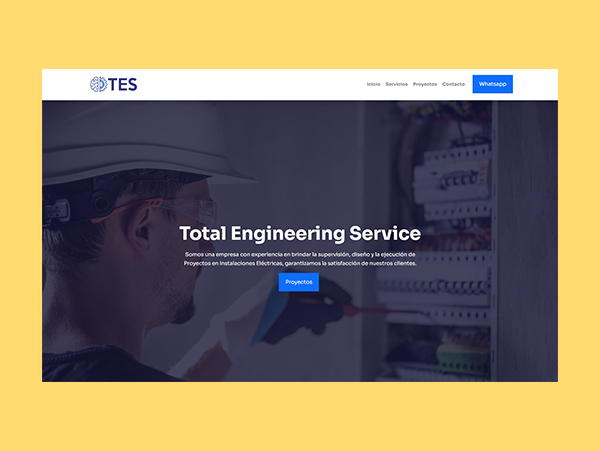 TES
Inicio Servicios Proyectos Contacto Whatsapp
Total Engineering Service
Somos una empresa con experiencia en brindar la supervisión, diseño y la ejecución de
Proyectos en Instalaciones Eléctricas, garantizamos la satisfacción de nuestros clientes.
Proyectos